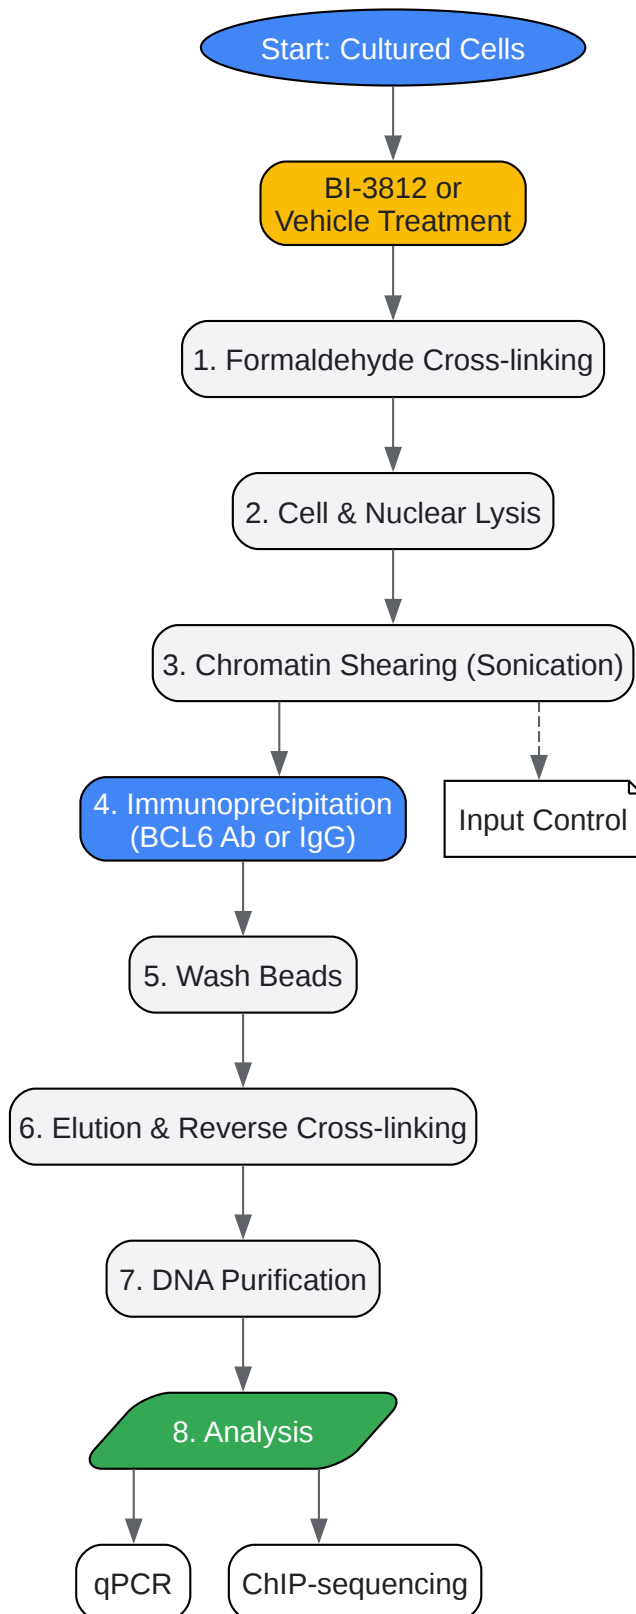 Start: Cultured Cells
BI-3812 or
Vehicle Treatment
1. Formaldehyde Cross-linking
2. Cell & Nuclear Lysis
3. Chromatin Shearing (Sonication)
4. Immunoprecipitation
(BCL6 Ab or IgG)
Input Control
5. Wash Beads
6. Elution & Reverse Cross-linking
7. DNA Purification
8. Analysis
qPCR
ChIP-sequencing